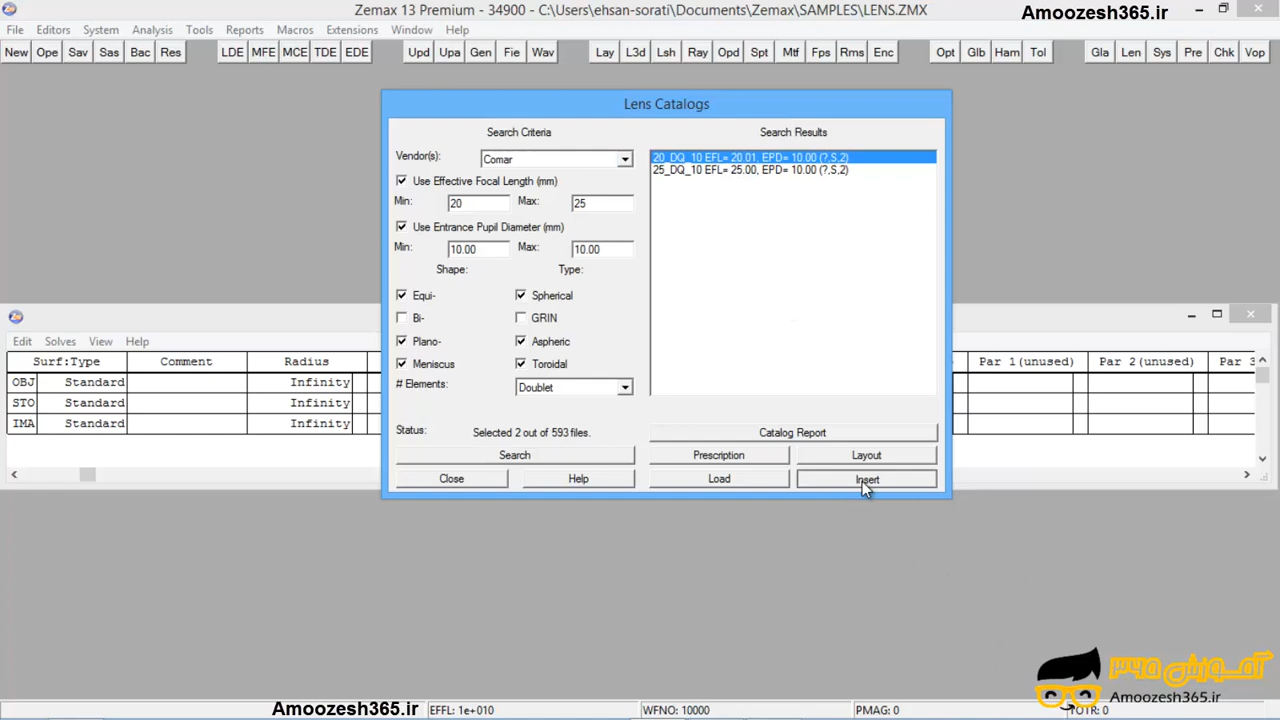 Zemax 13 Premium - 34900 - C:\Users\ehsan-sorati\Documents\Zemax\SAMPLES\LENS.ZMX
Amoozesh365.ir
File Editors System Analysis Tools Reports Macros Extensions Window Help
New Ope Sav Sas Bac Res LDE MFE MCE TDE EDE Upd Upa Gen Fie Wav Lay L3d Lsh Ray Opd Spt Mtf Fps Rms Enc Opt Glb Ham Tol Gla Len Sys Pre Chk Vop
Lens Catalogs
Search Criteria
Vendor(s): Comar
Use Effective Focal Length (mm)
Min: 20 Max: 25
Use Entrance Pupil Diameter (mm)
Min: 10.00 Max: 10.00
Shape: Type:
Equi- Spherical
Bi- GRIN
Plano- Aspheric
Meniscus Toroidal
# Elements: Doublet
Status: Selected 2 out of 593 files.
Search
Close Help
Search Results
20_DQ_10 EFL= 20.01, EPD= 10.00 (?,S,2)
25_DQ_10 EFL= 25.00, EPD= 10.00 (?,S,2)
Catalog Report
Prescription Layout
Load Insert
Edit Solves View Help
Surf:Type Comment Radius Par 1(unused) Par 2(unused) Par 3
OBJ Standard Infinity
STO Standard Infinity
IMA Standard Infinity
آموزش ۳۶۵
Amoozesh365.ir
Amoozesh365.ir
EFFL: 1e+010 WFNO: 10000 PMAG: 0 TOTR: 0